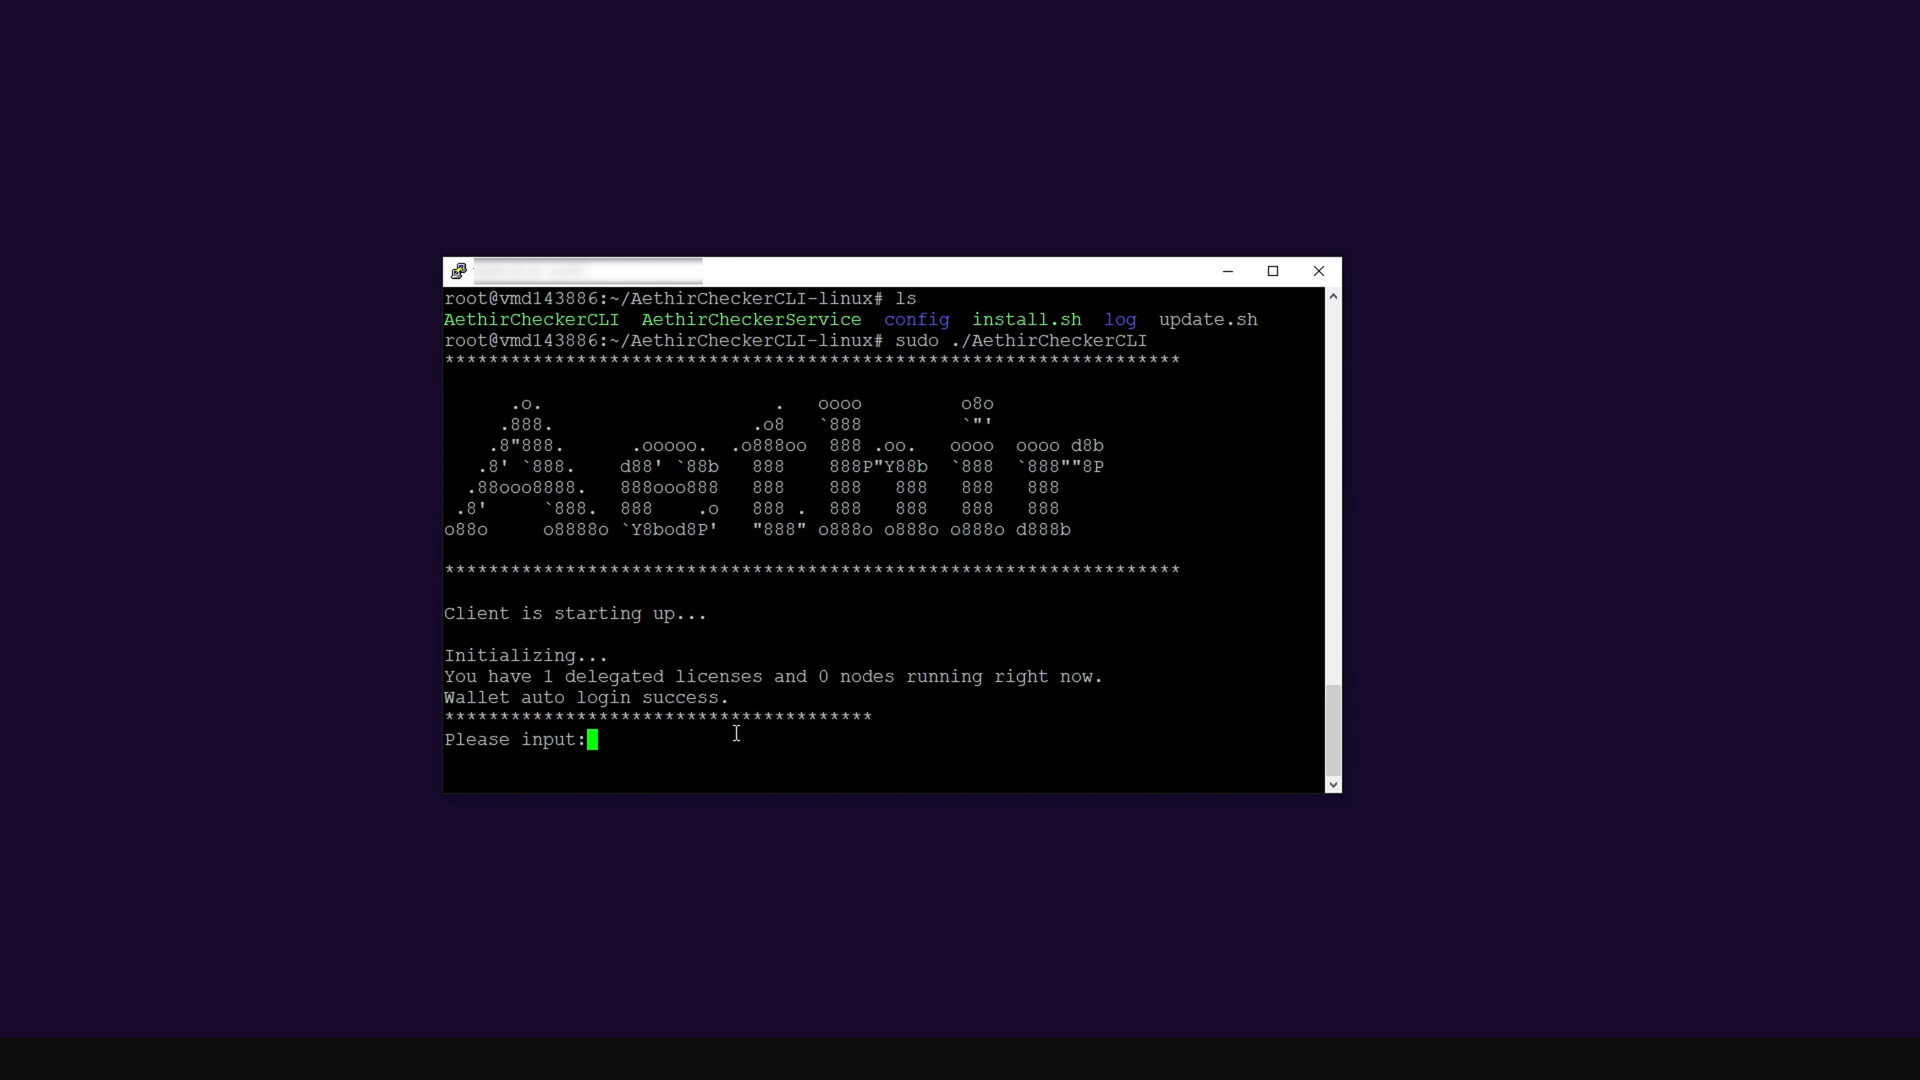 root@vmd143886:~/AethirCheckerCLI-linux# ls
AethirCheckerCLI  AethirCheckerService  config  install.sh  log  update.sh
root@vmd143886:~/AethirCheckerCLI-linux# sudo ./AethirCheckerCLI
*******************************************************************

      .o.                      .   oooo         o8o
     .888.                   .o8   `888         `"'
    .8"888.      .ooooo.  .o888oo  888 .oo.   oooo  oooo d8b
   .8' `888.    d88' `88b   888    888P"Y88b  `888  `888""8P
  .88ooo8888.   888ooo888   888    888   888   888   888
 .8'     `888.  888    .o   888 .  888   888   888   888
o88o     o8888o `Y8bod8P'   "888" o888o o888o o888o d888b

*******************************************************************

Client is starting up...

Initializing...
You have 1 delegated licenses and 0 nodes running right now.
Wallet auto login success.
***************************************
Please input: